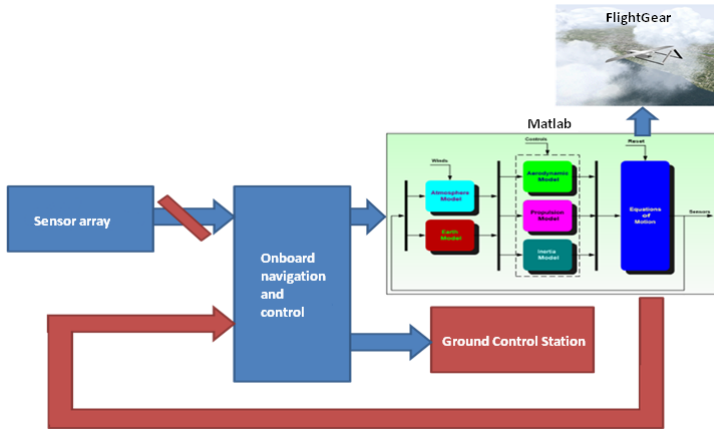 FlightGear
Matlab
Controls
Reset
Winds
Aerodynamic
Model
Atmosphere
Model
Sensor array
Propulsion
Model
Equations
of
Motion
Sensors
Earth
Model
Onboard
navigation
and
control
Inertia
Model
Ground Control Station